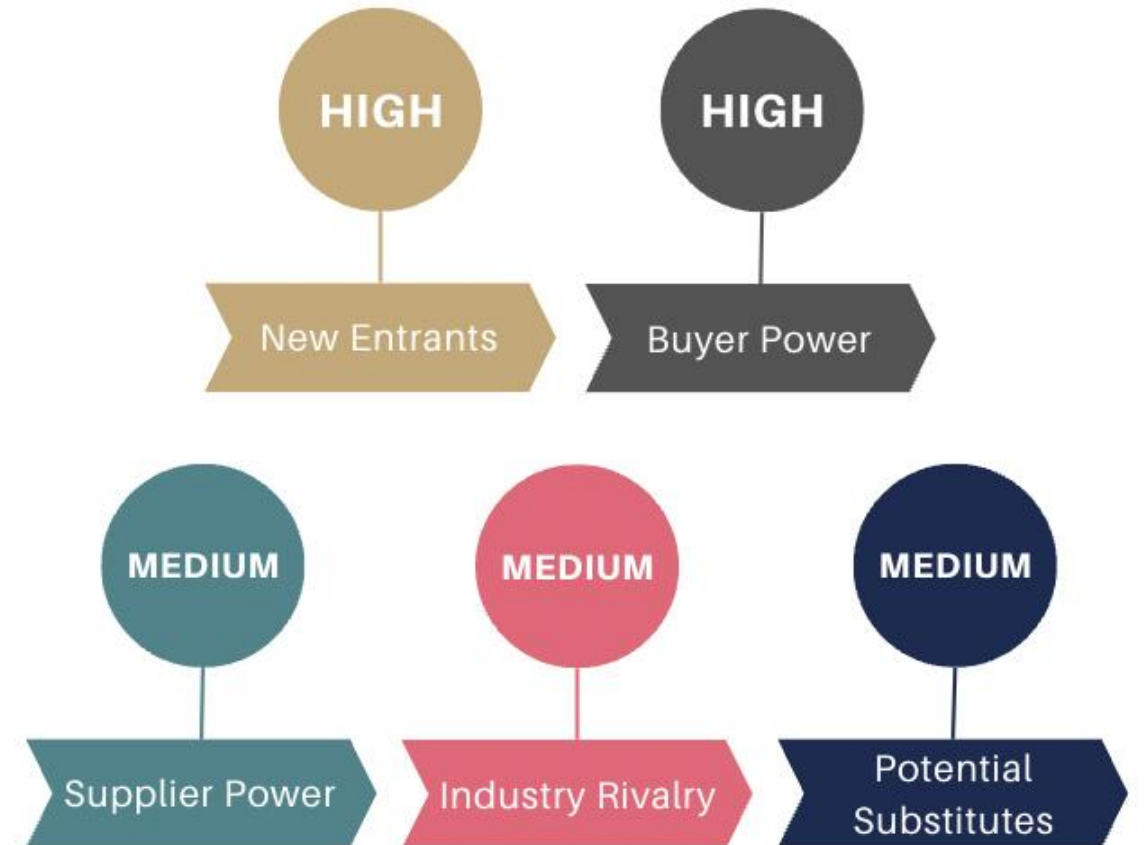 HIGH
HIGH
New Entrants
Buyer Power
MEDIUM
MEDIUM
MEDIUM
Supplier Power
Industry Rivalry
Potential
Substitutes